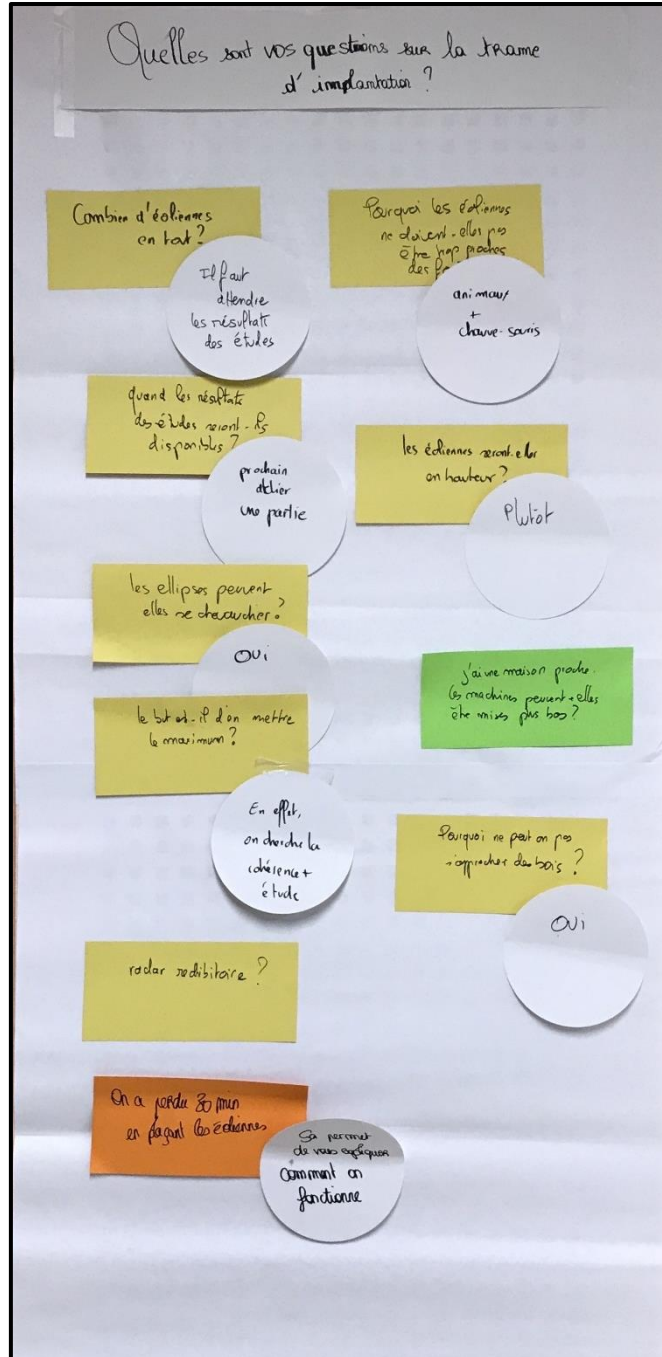 Quelles sont vos questions sur la trame
d'implantation ?
Combien d'éoliennes
en tout ?
Il faut
attendre
les résultats
des études
Pourquoi les éoliennes
ne doivent-elles pas
être trop proches
des
animaux
+
chauve-souris
quand les résultats
des études seront-ils
disponibles ?
prochain
atelier
une partie
les éoliennes seront-elles
en hauteur ?
Plutôt
les ellipses peuvent
elles se chevaucher ?
OUI
j'ai une maison proche.
les machines peuvent-elles
être mises plus bas ?
le but est-il d'en mettre
le maximum ?
En effet,
on cherche la
cohérence +
étude
Pourquoi ne peut on pas
s'approcher des bois ?
OUI
radar redibitoire ?
On a perdu 30 min
en plaçant les éoliennes
Sa permet
de vous expliquer
comment on
fonctionne